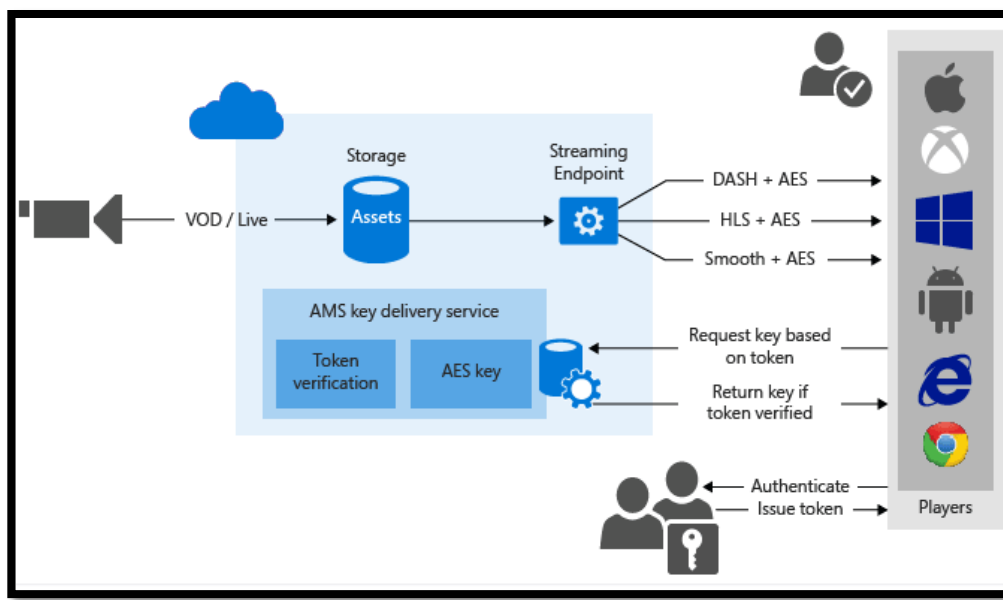 Storage
Assets
Streaming
Endpoint
VOD / Live
DASH + AES
HLS + AES
Smooth + AES
AMS key delivery service
Token
verification
AES key
Request key based
on token
Return key if
token verified
Authenticate
Issue token
Players